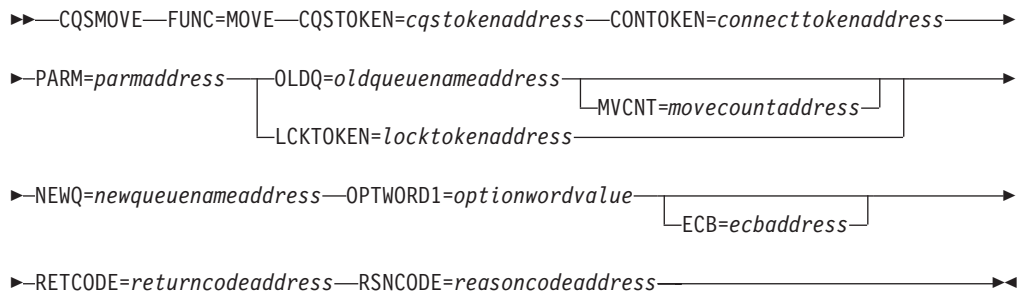 CQSMOVE FUNC=MOVE CQSTOKEN=cqstokenaddress CONTOKEN=connecttokenaddress
PARM=parmaddress OLDQ=oldqueuenameaddress
MVCNT=movecountaddress
LCKTOKEN=locktokenaddress
NEWQ=newqueuenameaddress OPTWORD1=optionwordvalue
ECB=ecbaddress
RETCODE=returncodeaddress RSNCODE=reasoncodeaddress